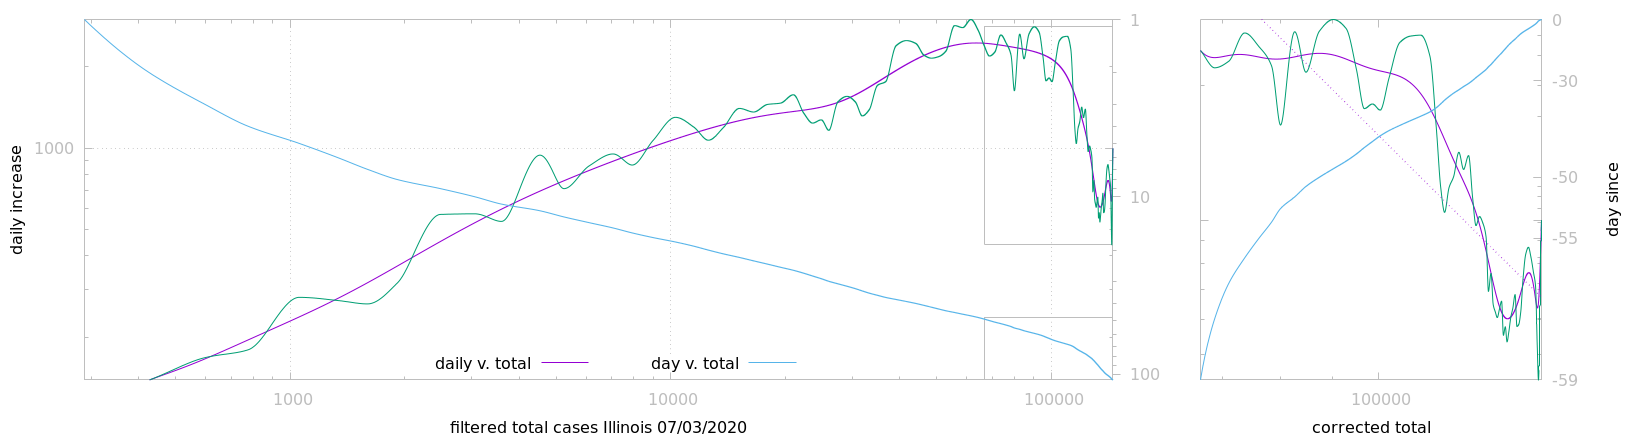 1
0
-30
1000
-50
daily increase
day since
10
-55
daily v. total
day v. total
100
-59
1000
10000
100000
100000
filtered total cases Illinois 07/03/2020
corrected total